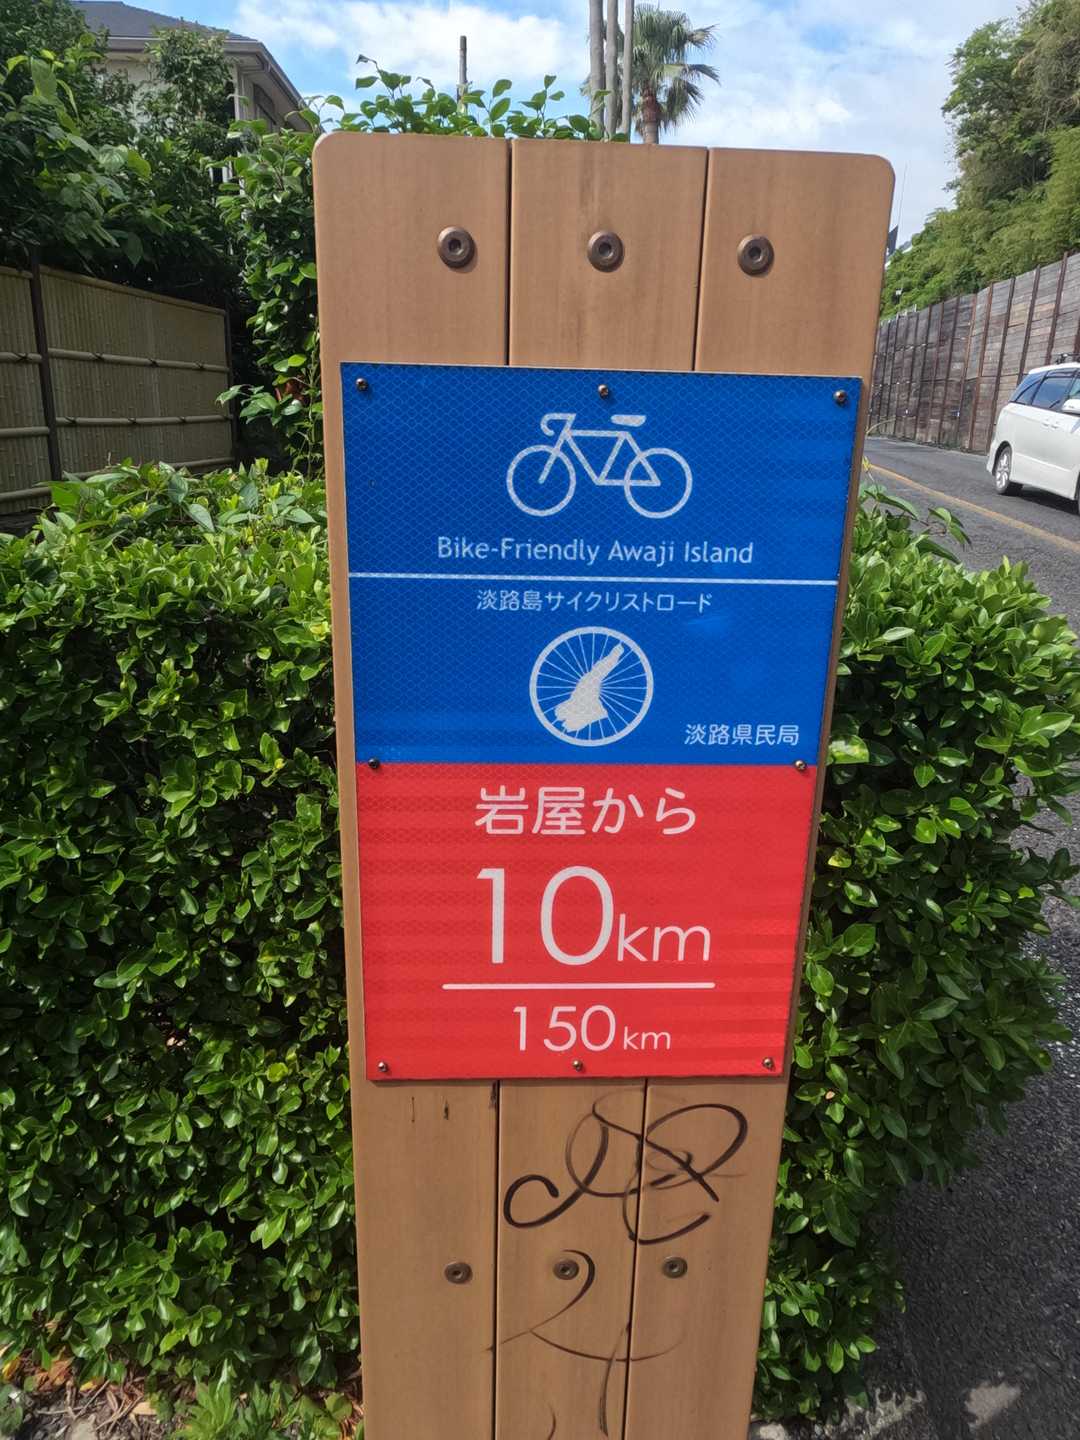 Bike-Friendly Awaji Island
淡路島サイクリストロード
淡路県民局
岩屋から
10km
150km